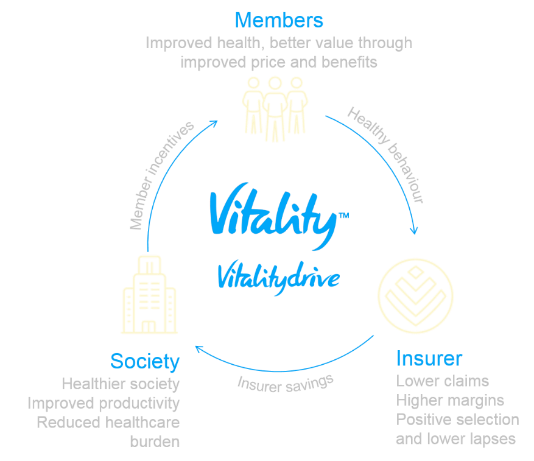 Members
Improved health, better value through
improved price and benefits
Member incentives
Healthy behaviour
Vitality™
Vitalitydrive
Society
Healthier society
Improved productivity
Reduced healthcare
burden
Insurer savings
Insurer
Lower claims
Higher margins
Positive selection
and lower lapses